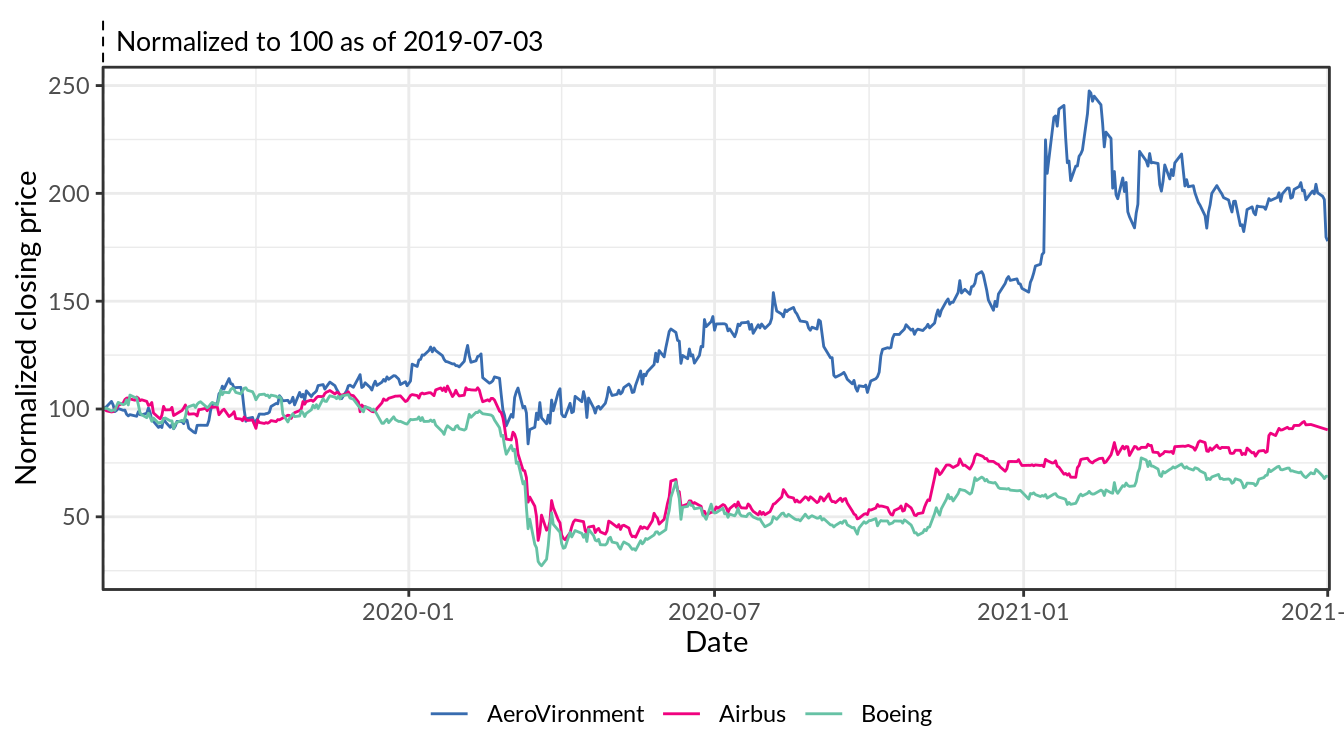 Normalized to 100 as of 2019-07-03
250
200
150
100
50
Normalized closing price
2020-01 2020-07 2021-01 2021-
Date
AeroVironment Airbus Boeing